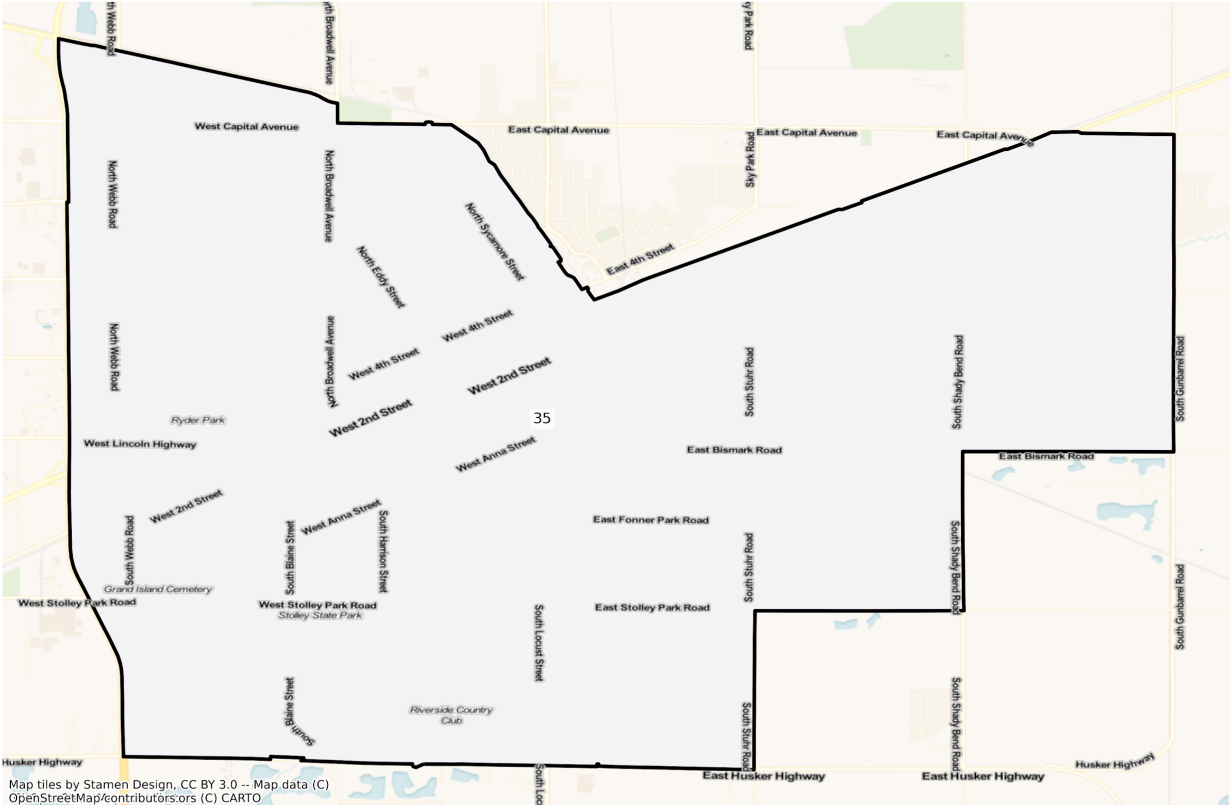 th Webb Road
rth Broadwell Avenue
y Park Road
West Capital Avenue
East Capital Avenue
East Capital Avenue
East Capital Avenue
North Webb Road
North Broadwell Avenue
Sky Park Road
North Sycamore Street
North Eddy Street
East 4th Street
West 4th Street
West 4th Street
North Webb Road
North Broadwell Avenue
West 2nd Street
West 2nd Street
South Stuhr Road
South Shady Bend Road
South Gunbarrel Road
Ryder Park
35
West Lincoln Highway
West Anna Street
East Bismark Road
East Bismark Road
West 2nd Street
West Anna Street
South Webb Road
South Blaine Street
South Harrison Street
East Fonner Park Road
South Stuhr Road
South Shady Bend Road
South Gunbarrel Road
Grand Island Cemetery
West Stolley Park Road
West Stolley Park Road
Stolley State Park
East Stolley Park Road
South Locust Street
South Blaine Street
Riverside Country
Club
South Stuhr Road
South Shady Bend Road
Husker Highway
East Husker Highway
East Husker Highway
Husker Highway
South Loc
Map tiles by Stamen Design, CC BY 3.0 -- Map data (C)
OpenStreetMap contributors (C) CARTO